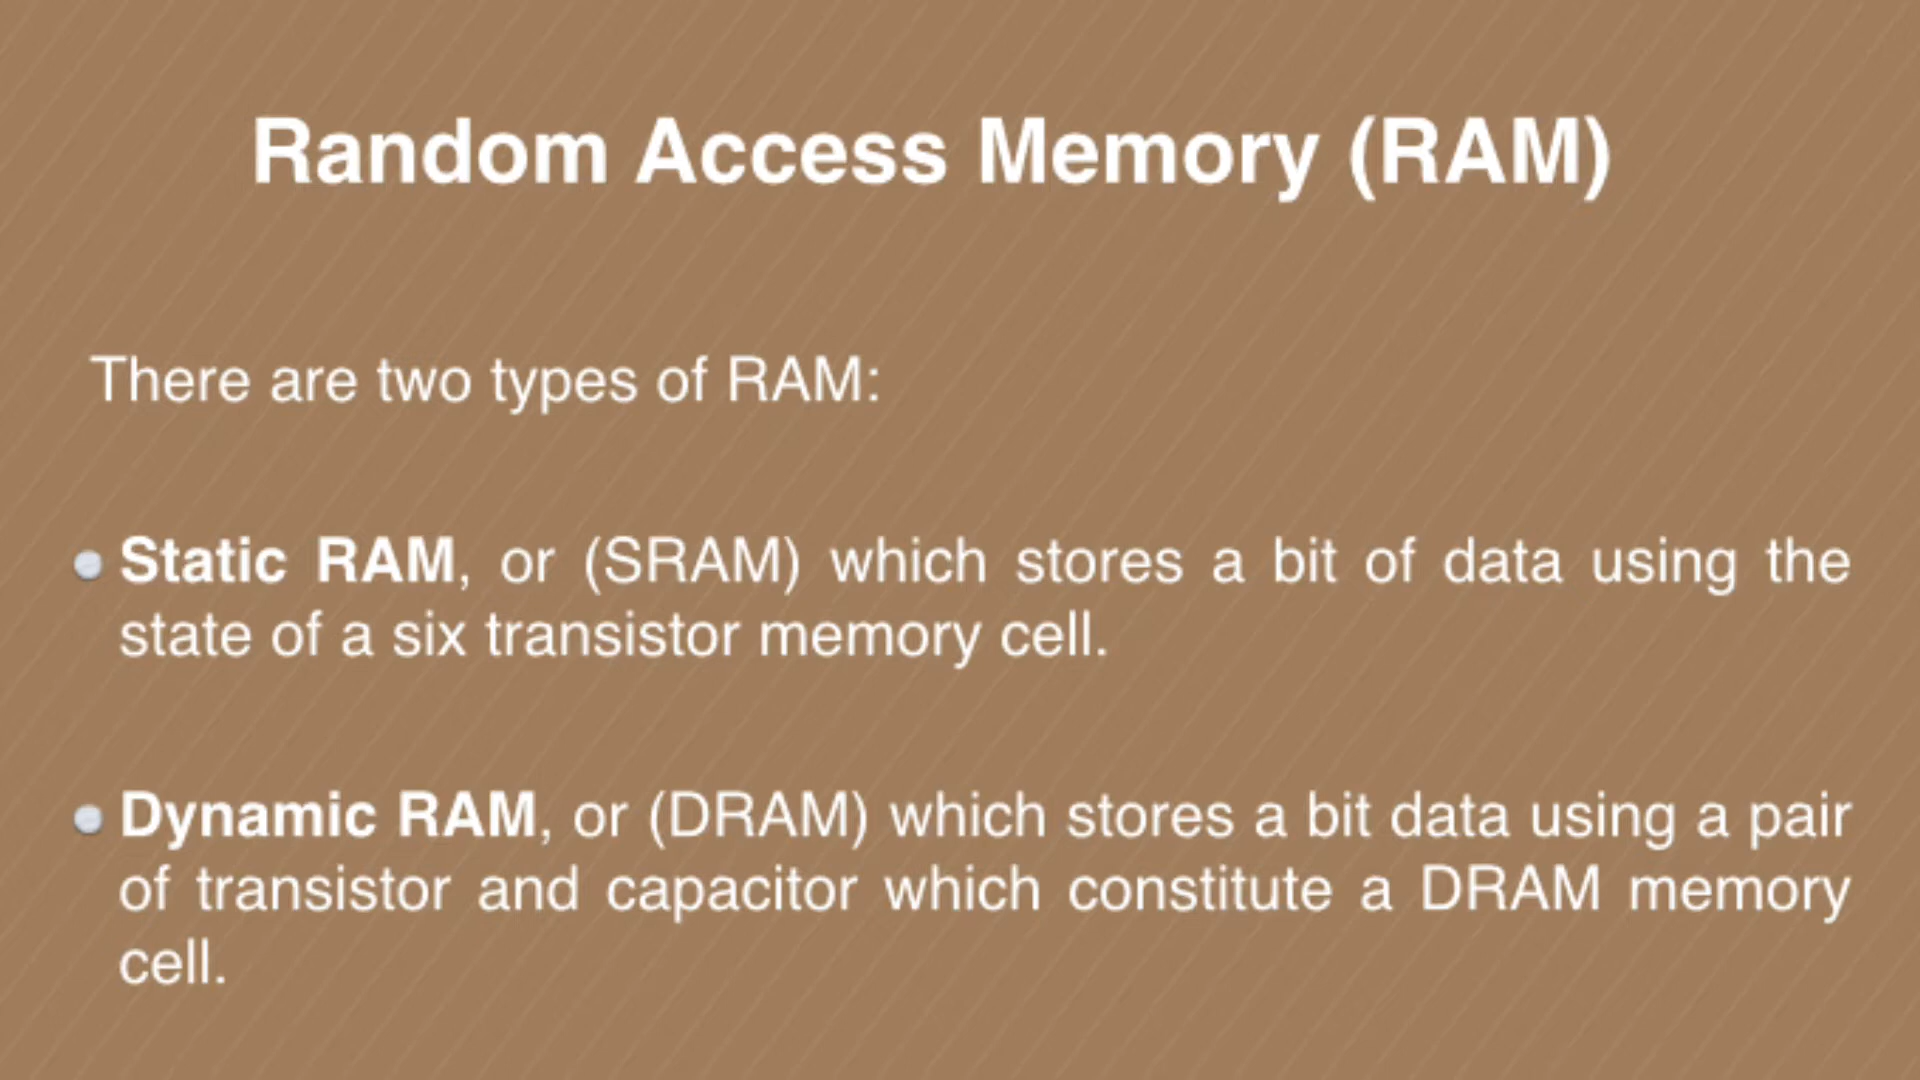 Random Access Memory (RAM)
There are two types of RAM:
Static RAM, or (SRAM) which stores a bit of data using the
state of a six transistor memory cell.
Dynamic RAM, or (DRAM) which stores a bit data using a pair
of transistor and capacitor which constitute a DRAM memory
cell.